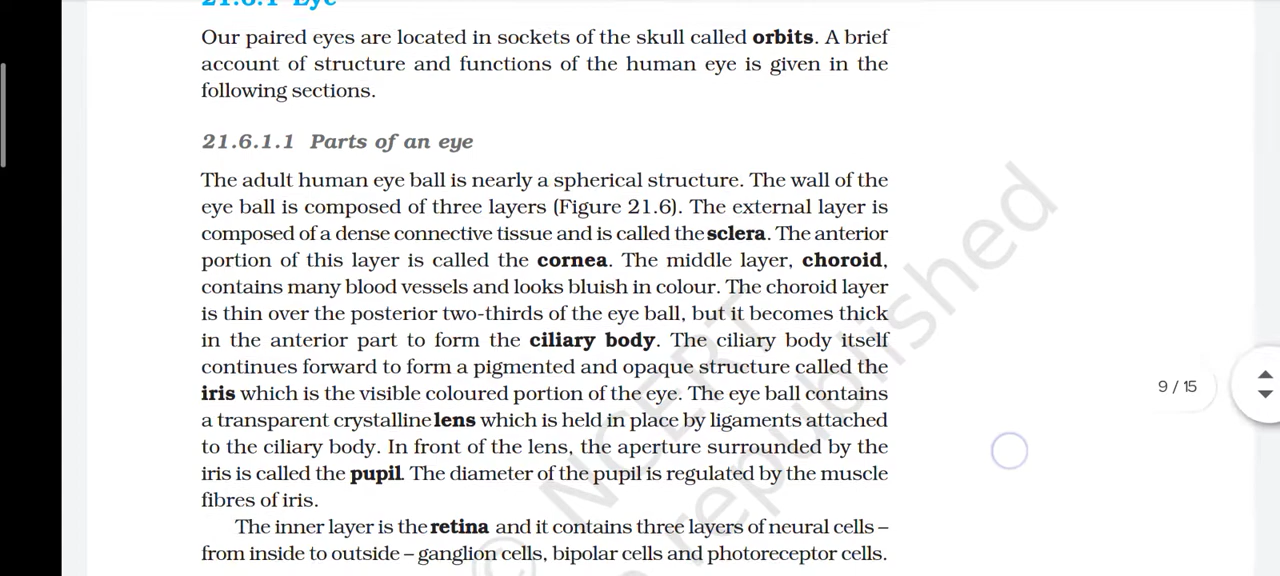 21.6.1 Eye
Our paired eyes are located in sockets of the skull called orbits. A brief
account of structure and functions of the human eye is given in the
following sections.
21.6.1.1 Parts of an eye
The adult human eye ball is nearly a spherical structure. The wall of the
eye ball is composed of three layers (Figure 21.6). The external layer is
composed of a dense connective tissue and is called the sclera. The anterior
portion of this layer is called the cornea. The middle layer, choroid,
contains many blood vessels and looks bluish in colour. The choroid layer
is thin over the posterior two-thirds of the eye ball, but it becomes thick
in the anterior part to form the ciliary body. The ciliary body itself
continues forward to form a pigmented and opaque structure called the
iris which is the visible coloured portion of the eye. The eye ball contains
a transparent crystalline lens which is held in place by ligaments attached
to the ciliary body. In front of the lens, the aperture surrounded by the
iris is called the pupil. The diameter of the pupil is regulated by the muscle
fibres of iris.
The inner layer is the retina and it contains three layers of neural cells –
from inside to outside – ganglion cells, bipolar cells and photoreceptor cells.
9 / 15
© NCERT
republished